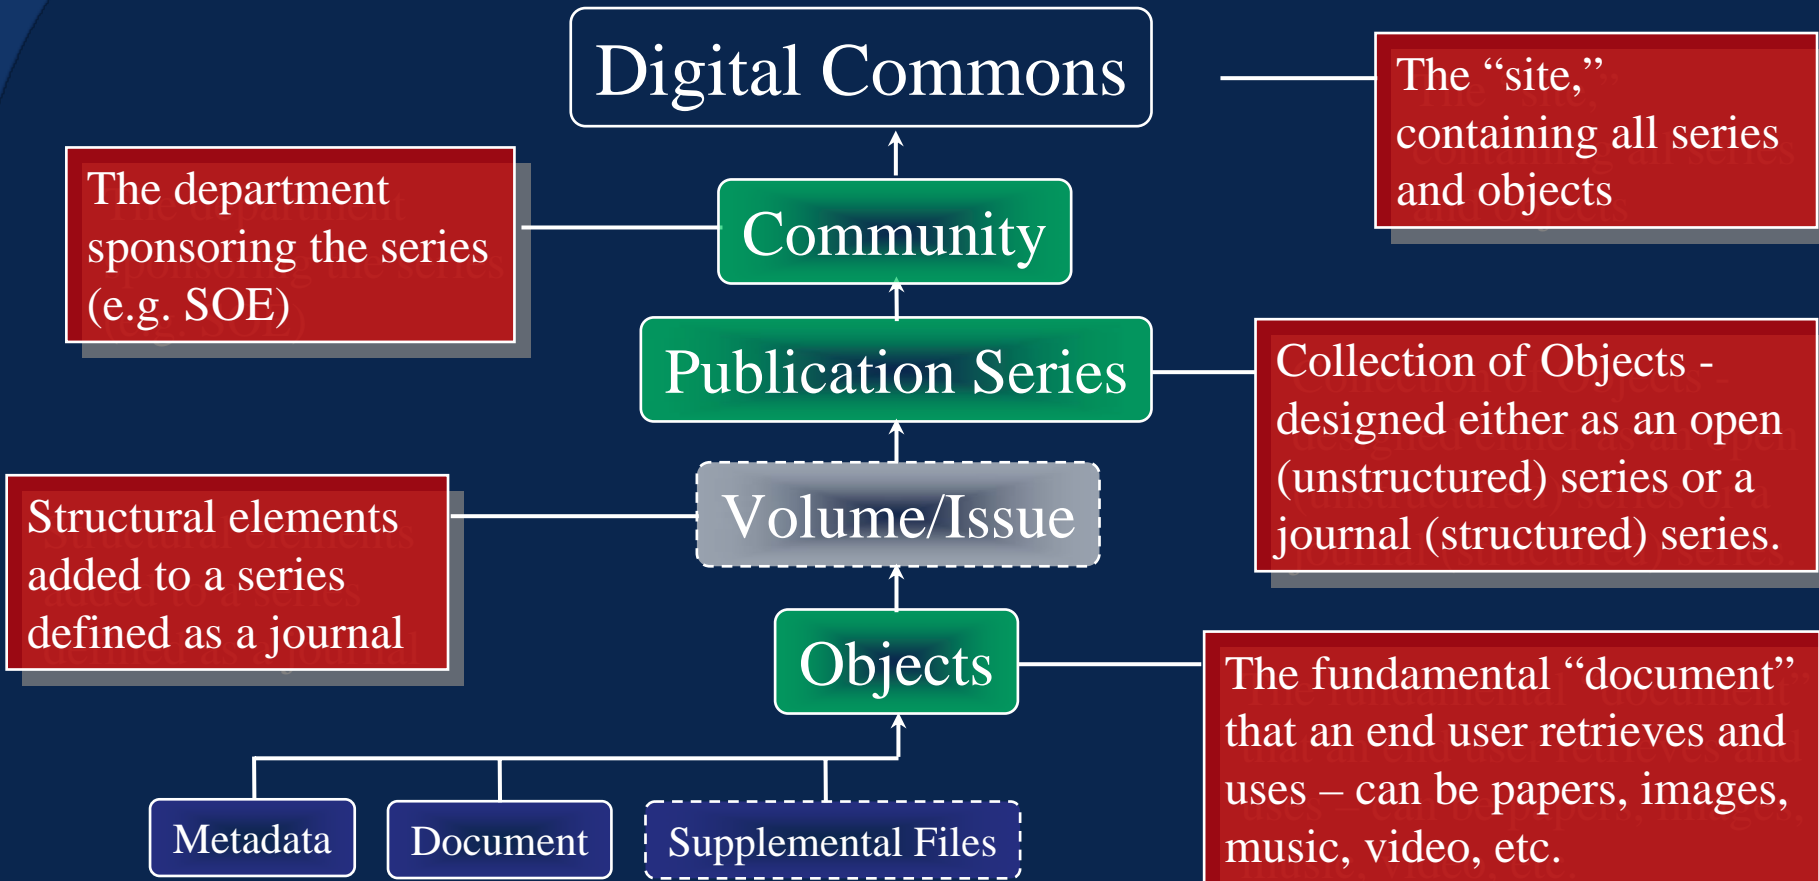 Digital Commons
The “site,”
containing all series
and objects
The department
sponsoring the series
(e.g. SOE)
Community
Publication Series
Collection of Objects -
designed either as an open
(unstructured) series or a
journal (structured) series.
Structural elements
added to a series
defined as a journal
Volume/Issue
Objects
The fundamental “document”
that an end user retrieves and
uses – can be papers, images,
music, video, etc.
Metadata
Document
Supplemental Files